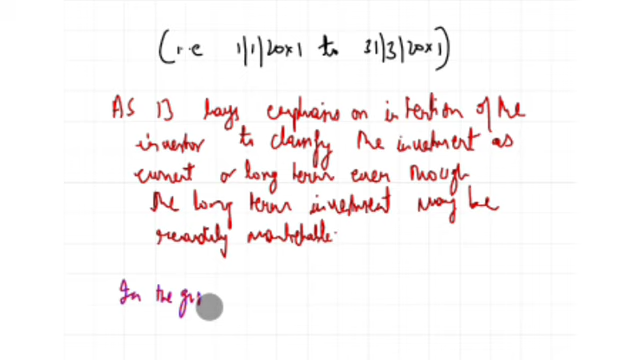 (i.e 1|1|20x1 to 31|3|20x1)
AS 13 lays emphasis on intention of the
investor to classify the investment as
current or long term even though
the long term investment may be
readily marketable.
In the gi